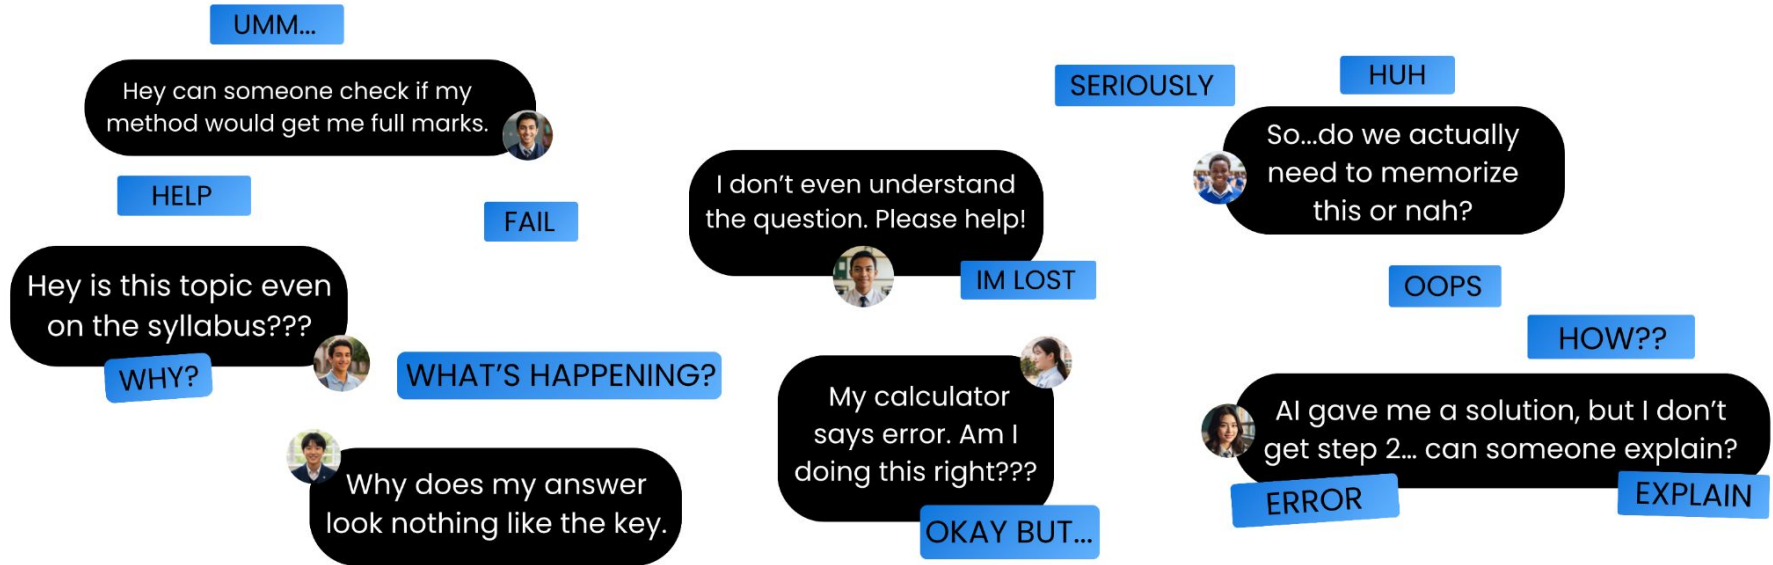 UMM...
Hey can someone check if my
method would get me full marks.
HELP
FAIL
Hey is this topic even
on the syllabus???
WHY?
WHAT'S HAPPENING?
Why does my answer
look nothing like the key.
I don't even understand
the question. Please help!
IM LOST
My calculator
says error. Am I
doing this right???
OKAY BUT...
SERIOUSLY
HUH
So...do we actually
need to memorize
this or nah?
OOPS
HOW??
AI gave me a solution, but I don't
get step 2... can someone explain?
ERROR
EXPLAIN